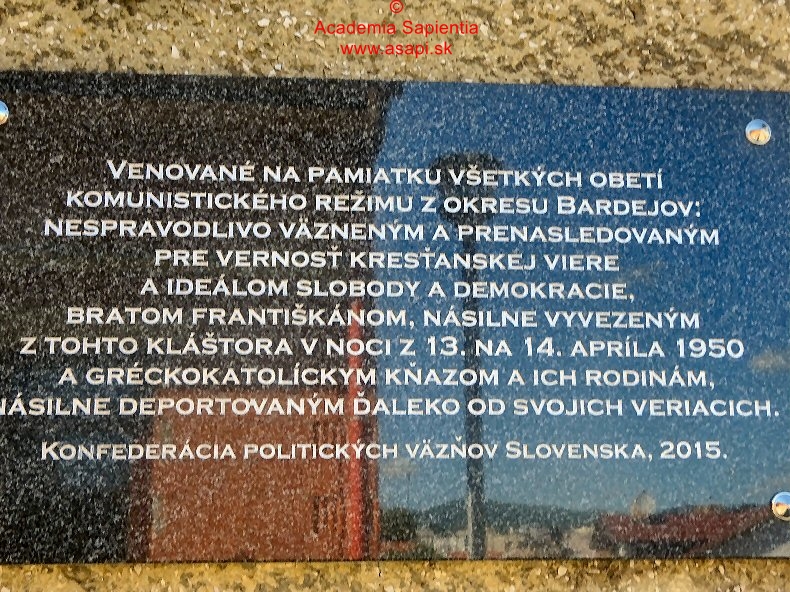 ©
Academia Sapientia
www.asapi.sk
VENOVANÉ NA PAMIATKU VŠETKÝCH OBETÍ
KOMUNISTICKÉHO REŽIMU Z OKRESU BARDEJOV:
NESPRAVODLIVO VÄZNENÝM A PRENASLEDOVANÝM
PRE VERNOSŤ KRESŤANSKEJ VIERE
A IDEÁLOM SLOBODY A DEMOKRACIE,
BRATOM FRANTIŠKÁNOM, NÁSILNE VYVEZENÝM
Z TOHTO KLÁŠTORA V NOCI Z 13. NA 14. APRÍLA 1950
A GRÉCKOKATOLÍCKYM KŇAZOM A ICH RODINÁM,
NÁSILNE DEPORTOVANÝM ĎALEKO OD SVOJICH VERIACICH.
KONFEDERÁCIA POLITICKÝCH VÄZŇOV SLOVENSKA, 2015.